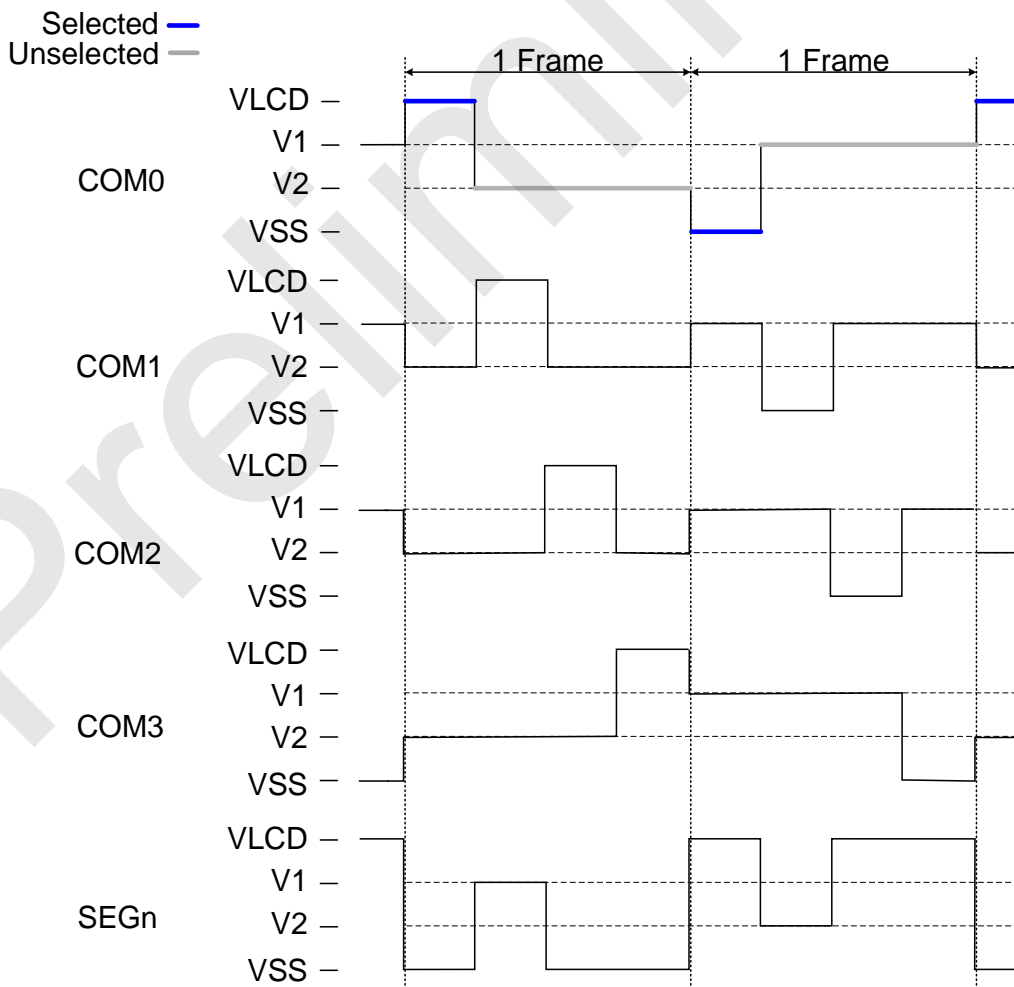 Selected
Unselected
1 Frame 1 Frame
VLCD
V1
COM0
V2
VSS
VLCD
V1
COM1
V2
VSS
VLCD
V1
COM2
V2
VSS
VLCD
V1
COM3
V2
VSS
VLCD
V1
SEGn
V2
VSS